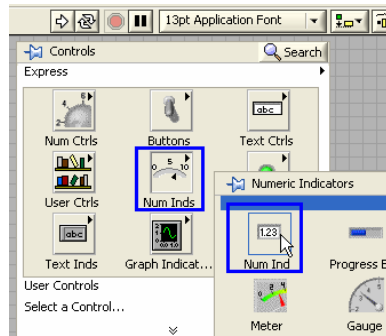 13pt Application Font
Controls
Search
Express
Num Ctrls
Buttons
Text Ctrls
User Ctrls
Num Inds
Numeric Indicators
Text Inds
Graph Indicat...
1.23
Num Ind
Progress
User Controls
Select a Control...
Meter
Gauge